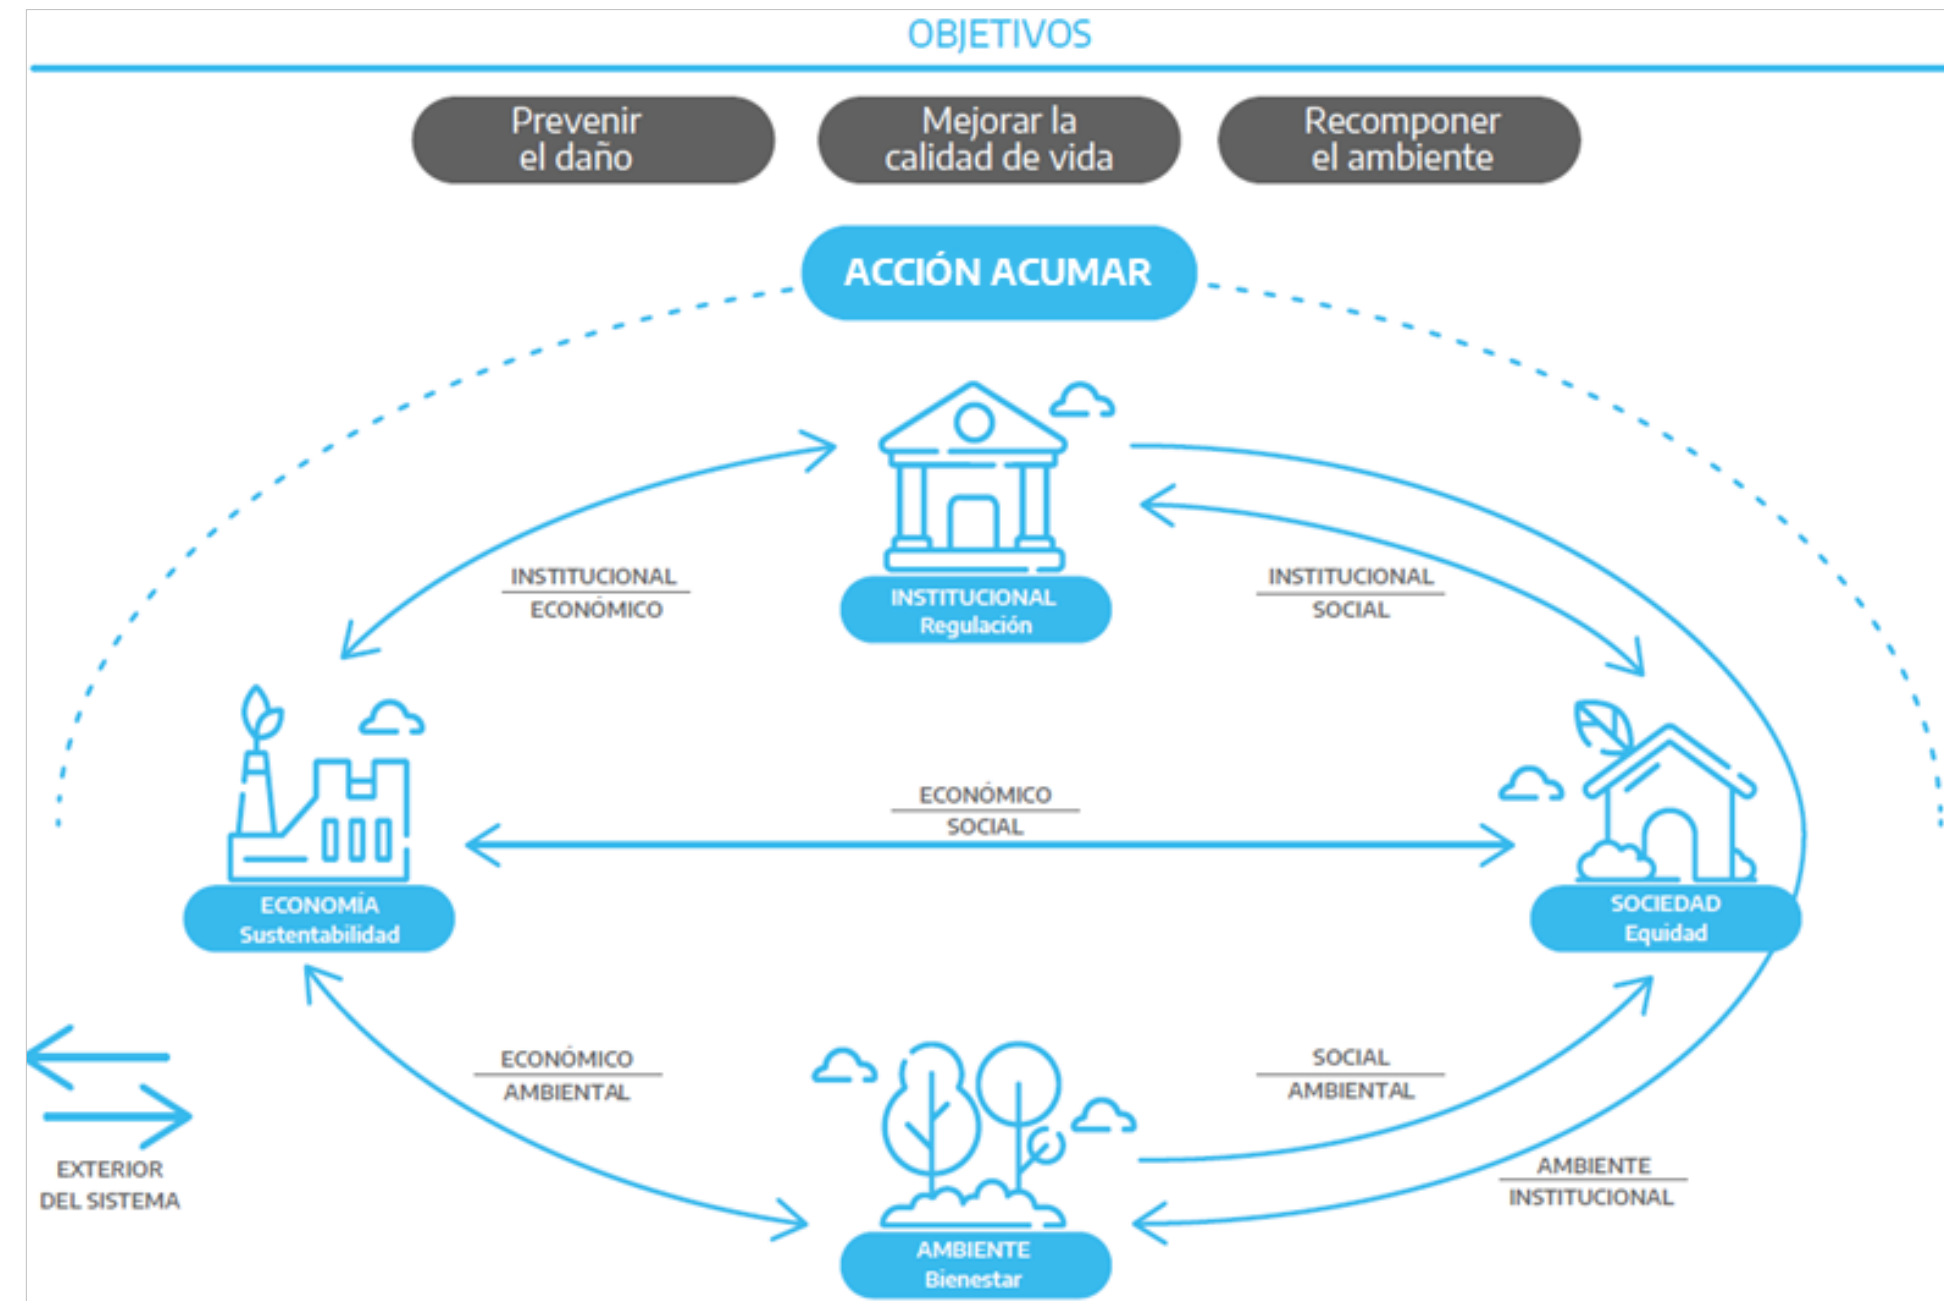 OBJETIVOS
Prevenir
el daño
Mejorar la
calidad de vida
Recomponer
el ambiente
ACCIÓN ACUMAR
INSTITUCIONAL
ECONÓMICO
INSTITUCIONAL
Regulación
INSTITUCIONAL
SOCIAL
ECONÓMICO
SOCIAL
ECONOMÍA
Sustentabilidad
SOCIEDAD
Equidad
ECONÓMICO
AMBIENTAL
SOCIAL
AMBIENTAL
EXTERIOR
DEL SISTEMA
AMBIENTE
INSTITUCIONAL
AMBIENTE
Bienestar